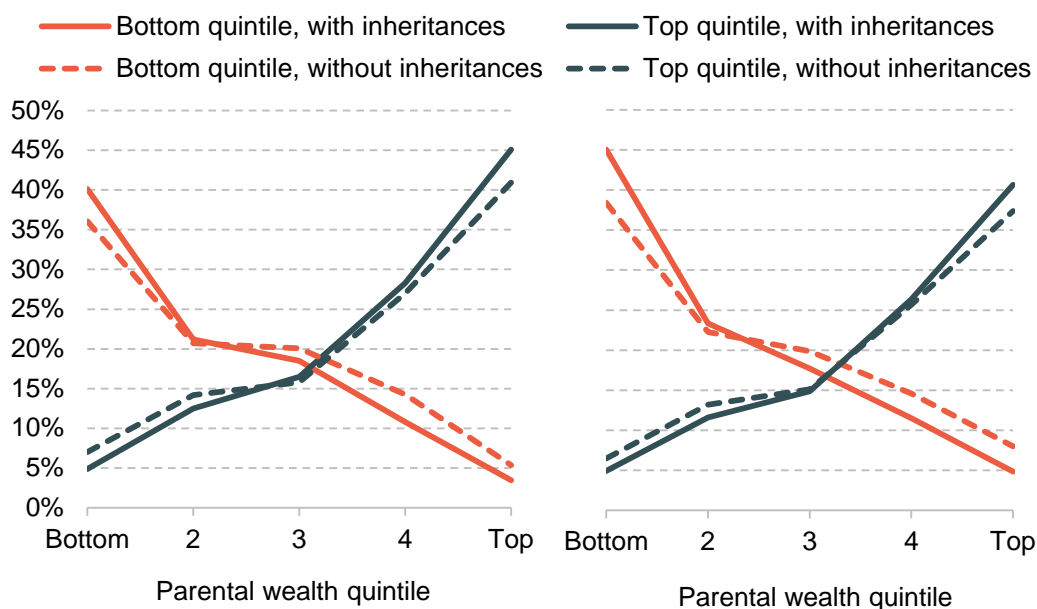 Bottom quintile, with inheritances
Top quintile, with inheritances
Bottom quintile, without inheritances
Top quintile, without inheritances
50%
45%
40%
35%
30%
25%
20%
15%
10%
5%
0%
Bottom 2 3 4 Top
Parental wealth quintile
Bottom 2 3 4 Top
Parental wealth quintile